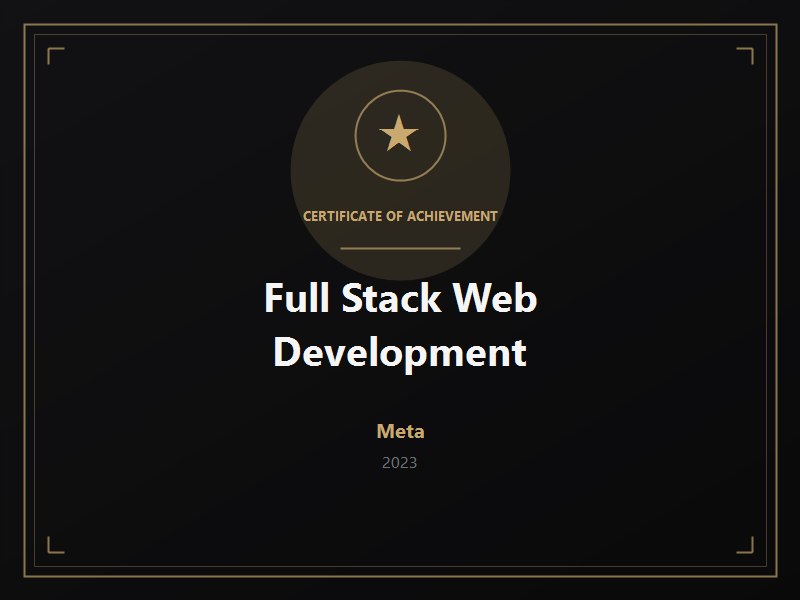 CERTIFICATE OF ACHIEVEMENT
Full Stack Web
Development
Meta
2023